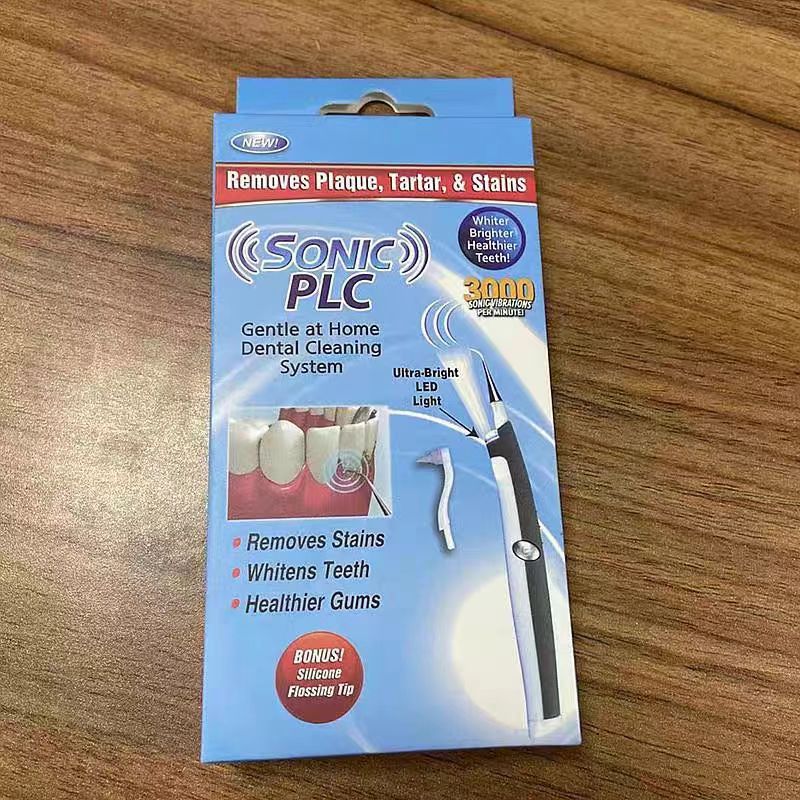 NEW!
Removes Plaque, Tartar, & Stains
Whiter
Brighter
Healthier
Teeth!
SONIC
PLC
3000
SONIC VIBRATIONS
PER MINUTE!
Gentle at Home
Dental Cleaning
System
Ultra-Bright
LED
Light
• Removes Stains
• Whitens Teeth
• Healthier Gums
BONUS!
Silicone
Flossing Tip